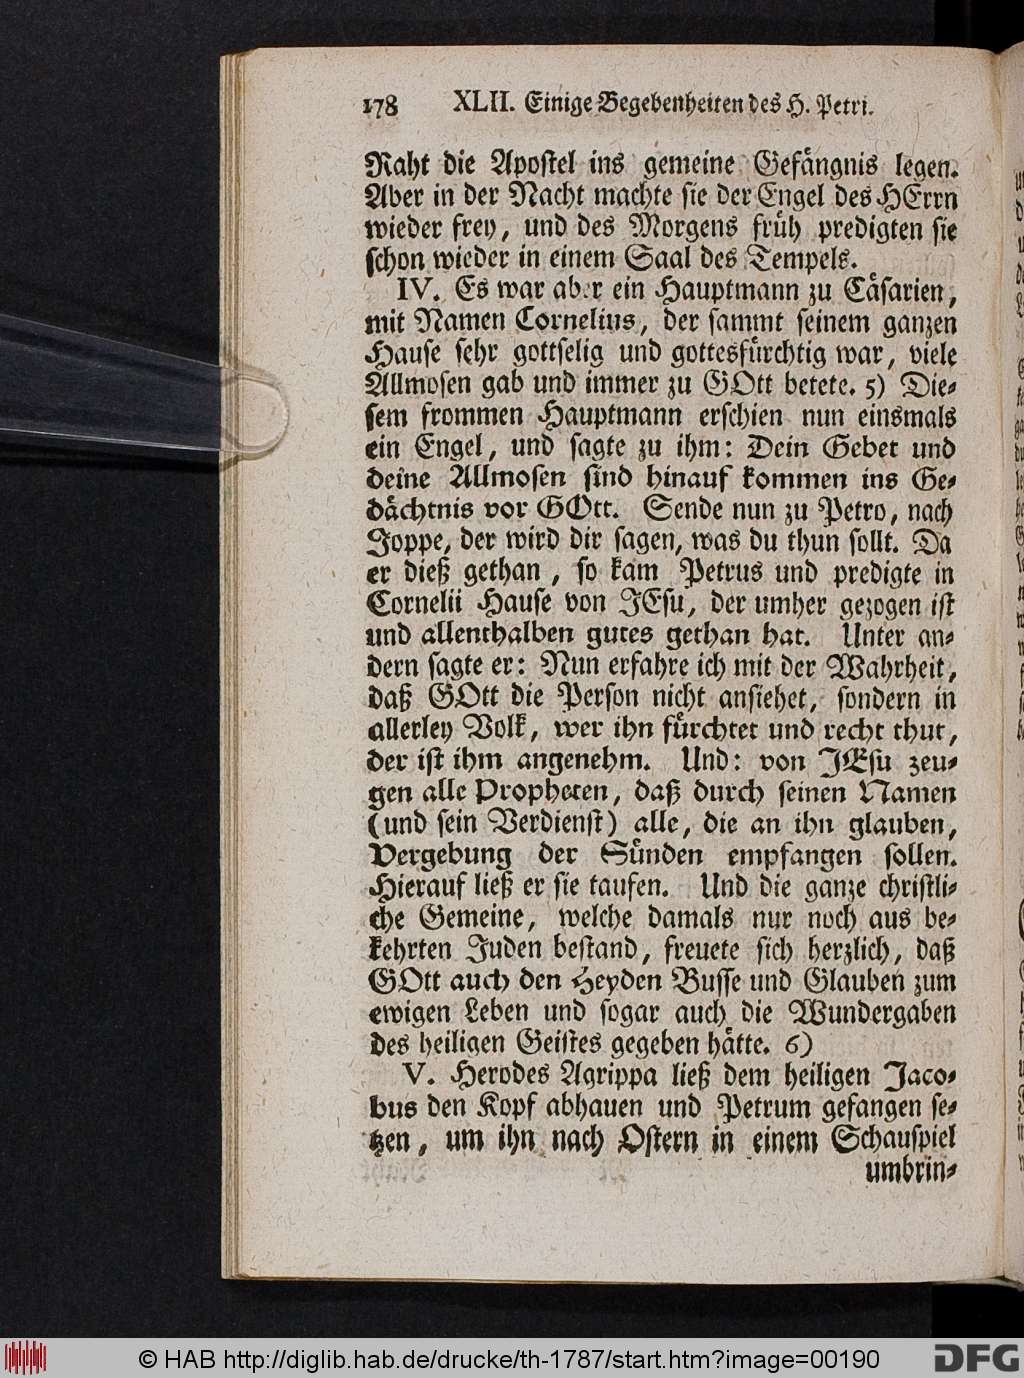 178 XLII. Einige Begebenheiten des H. Petri.
Raht die Apostel ins gemeine Gefängnis legen.
Aber in der Nacht machte sie der Engel des HErrn
wieder frey, und des Morgens früh predigten sie
schon wieder in einem Saal des Tempels.
IV. Es war aber ein Hauptmann zu Cäsarien,
mit Namen Cornelius, der sammt seinem ganzen
Hause sehr gottselig und gottesfürchtig war, viele
Allmosen gab und immer zu GOtt betete. 5) Die-
sem frommen Hauptmann erschien nun einsmals
ein Engel, und sagte zu ihm: Dein Gebet und
deine Allmosen sind hinauf kommen ins Ge-
dächtnis vor GOtt. Sende nun zu Petro, nach
Joppe, der wird dir sagen, was du thun sollt. Da
er dieß gethan, so kam Petrus und predigte in
Cornelii Hause von JEsu, der umher gezogen ist
und allenthalben gutes gethan hat. Unter an-
dern sagte er: Nun erfahre ich mit der Wahrheit,
daß GOtt die Person nicht ansiehet, sondern in
allerley Volk, wer ihn fürchtet und recht thut,
der ist ihm angenehm. Und: von JEsu zeu-
gen alle Propheten, daß durch seinen Namen
(und sein Verdienst) alle, die an ihn glauben,
Vergebung der Sünden empfangen sollen.
Hierauf ließ er sie taufen. Und die ganze christli-
che Gemeine, welche damals nur noch aus be-
kehrten Juden bestand, freuete sich herzlich, daß
GOtt auch den Heyden Busse und Glauben zum
ewigen Leben und sogar auch die Wundergaben
des heiligen Geistes gegeben hätte. 6)
V. Herodes Agrippa ließ dem heiligen Jaco-
bus den Kopf abhauen und Petrum gefangen se-
tzen, um ihn nach Ostern in einem Schauspiel
umbrin-
© HAB http://diglib.hab.de/drucke/th-1787/start.htm?image=00190
DFG